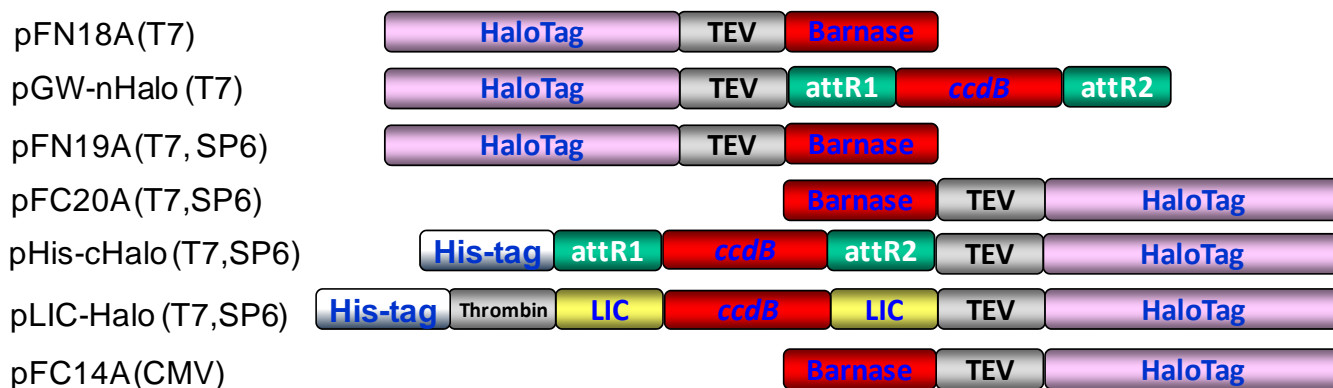 pFN18A(T7) HaloTag TEV Barnase
pGW-nHalo (T7) HaloTag TEV attR1 ccdB attR2
pFN19A(T7, SP6) HaloTag TEV Barnase
pFC20A(T7,SP6) Barnase TEV HaloTag
pHis-cHalo(T7,SP6) His-tag attR1 ccdB attR2 TEV HaloTag
pLIC-Halo (T7,SP6) His-tag Thrombin LIC ccdB LIC TEV HaloTag
pFC14A(CMV) Barnase TEV HaloTag